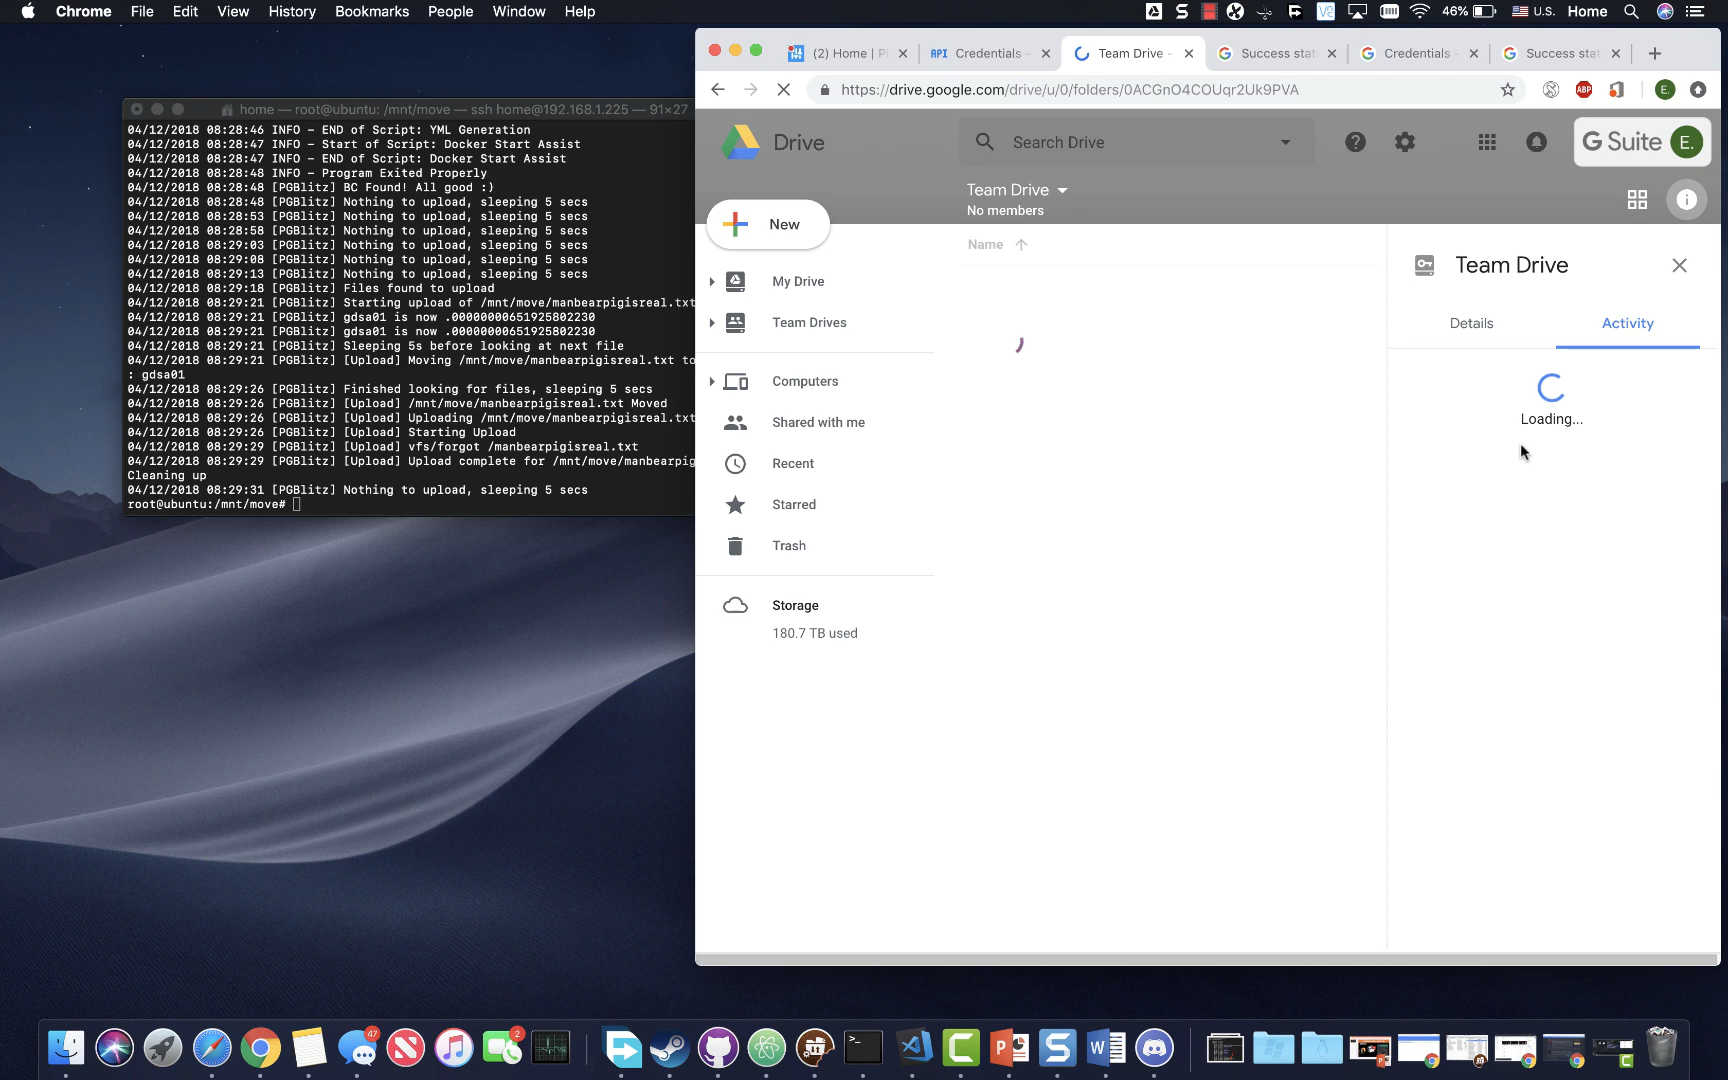 Chrome File Edit View History Bookmarks People Window Help
46% U.S. Home
home — root@ubuntu: /mnt/move — ssh home@192.168.1.225 — 91×27
04/12/2018 08:28:46 INFO - END of Script: YML Generation
04/12/2018 08:28:47 INFO - Start of Script: Docker Start Assist
04/12/2018 08:28:47 INFO - END of Script: Docker Start Assist
04/12/2018 08:28:48 INFO - Program Exited Properly
04/12/2018 08:28:48 [PGBlitz] BC Found! All good :)
04/12/2018 08:28:48 [PGBlitz] Nothing to upload, sleeping 5 secs
04/12/2018 08:28:53 [PGBlitz] Nothing to upload, sleeping 5 secs
04/12/2018 08:28:58 [PGBlitz] Nothing to upload, sleeping 5 secs
04/12/2018 08:29:03 [PGBlitz] Nothing to upload, sleeping 5 secs
04/12/2018 08:29:08 [PGBlitz] Nothing to upload, sleeping 5 secs
04/12/2018 08:29:13 [PGBlitz] Nothing to upload, sleeping 5 secs
04/12/2018 08:29:18 [PGBlitz] Files found to upload
04/12/2018 08:29:21 [PGBlitz] Starting upload of /mnt/move/manbearpigisreal.txt
04/12/2018 08:29:21 [PGBlitz] gdsa01 is now .00000000651925802230
04/12/2018 08:29:21 [PGBlitz] gdsa01 is now .00000000651925802230
04/12/2018 08:29:21 [PGBlitz] Sleeping 5s before looking at next file
04/12/2018 08:29:21 [PGBlitz] [Upload] Moving /mnt/move/manbearpigisreal.txt to
: gdsa01
04/12/2018 08:29:26 [PGBlitz] Finished looking for files, sleeping 5 secs
04/12/2018 08:29:26 [PGBlitz] [Upload] /mnt/move/manbearpigisreal.txt Moved
04/12/2018 08:29:26 [PGBlitz] [Upload] Uploading /mnt/move/manbearpigisreal.txt
04/12/2018 08:29:26 [PGBlitz] [Upload] Starting Upload
04/12/2018 08:29:29 [PGBlitz] [Upload] vfs/forgot /manbearpigisreal.txt
04/12/2018 08:29:29 [PGBlitz] [Upload] Upload complete for /mnt/move/manbearpig
Cleaning up
04/12/2018 08:29:31 [PGBlitz] Nothing to upload, sleeping 5 secs
root@ubuntu:/mnt/move#
(2) Home | Pl
API Credentials -
Team Drive -
Success stat
Credentials -
Success stat
https://drive.google.com/drive/u/0/folders/0ACGnO4COUqr2Uk9PVA
ABP
E.
Drive
Search Drive
G Suite E.
Team Drive
No members
New
Name
Team Drive
Details Activity
Loading...
My Drive
Team Drives
Computers
Shared with me
Recent
Starred
Trash
Storage
180.7 TB used
47
2